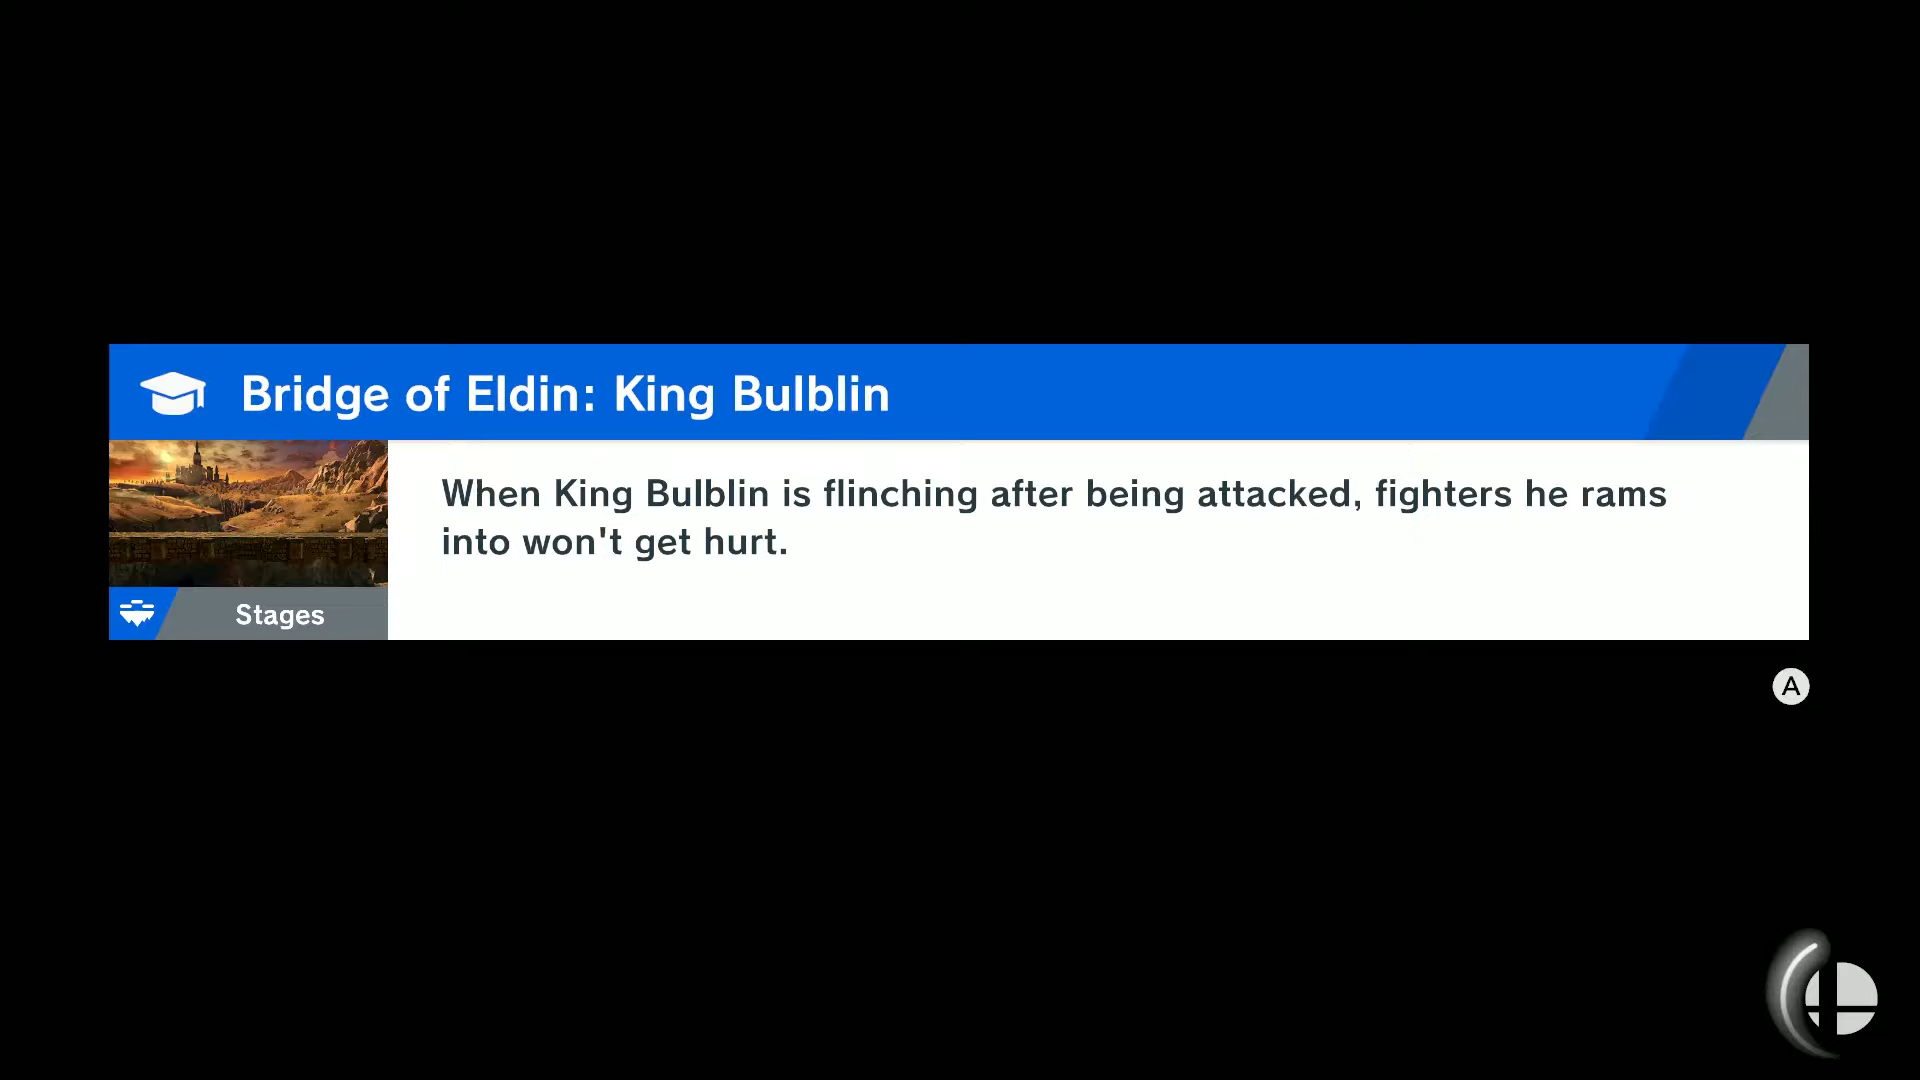 Bridge of Eldin: King Bulblin
When King Bulblin is flinching after being attacked, fighters he rams
into won't get hurt.
Stages
A